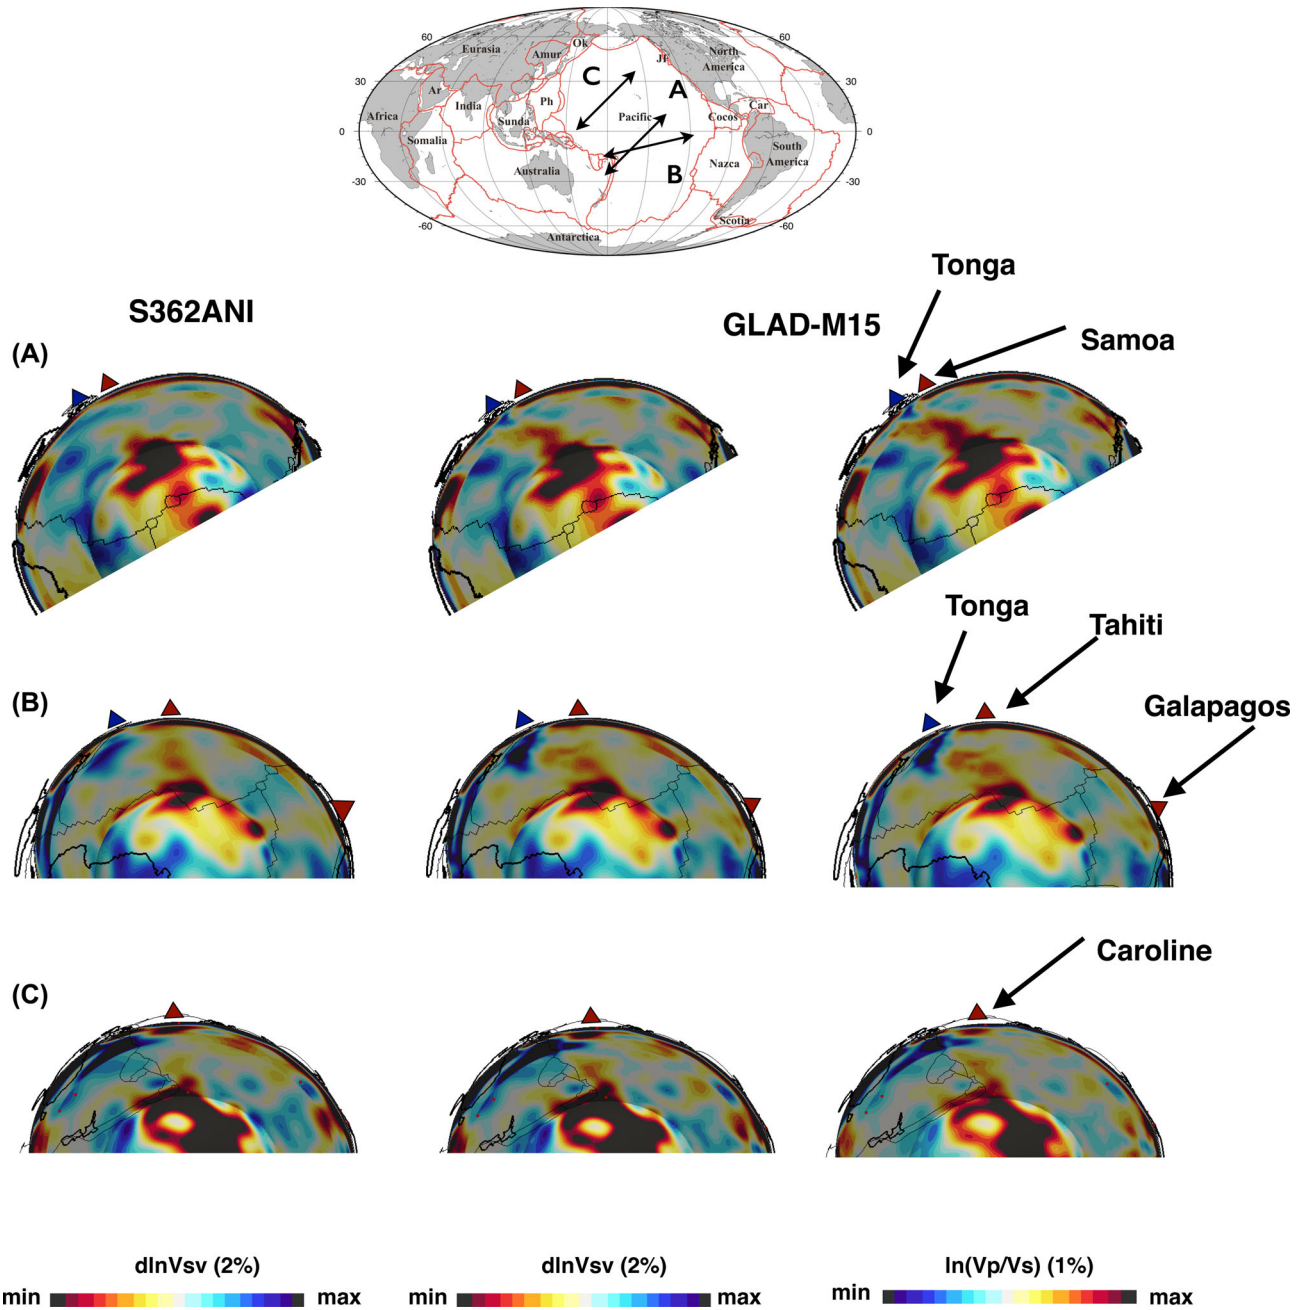 60
60
30
30
0
0
-30
-30
-60
-60
Eurasia
Ok
Amur
JF
North
America
C
A
Ar
India
Ph
Car
Africa
Sunda
Pacific
Cocos
Somalia
South
America
Australia
B
Nazca
Scotia
Antarctica
S362ANI
GLAD-M15
Tonga
Samoa
(A)
Tonga
Tahiti
Galapagos
(B)
Caroline
(C)
dlnVsv (2%)
min
max
dlnVsv (2%)
min
max
ln(Vp/Vs) (1%)
min
max